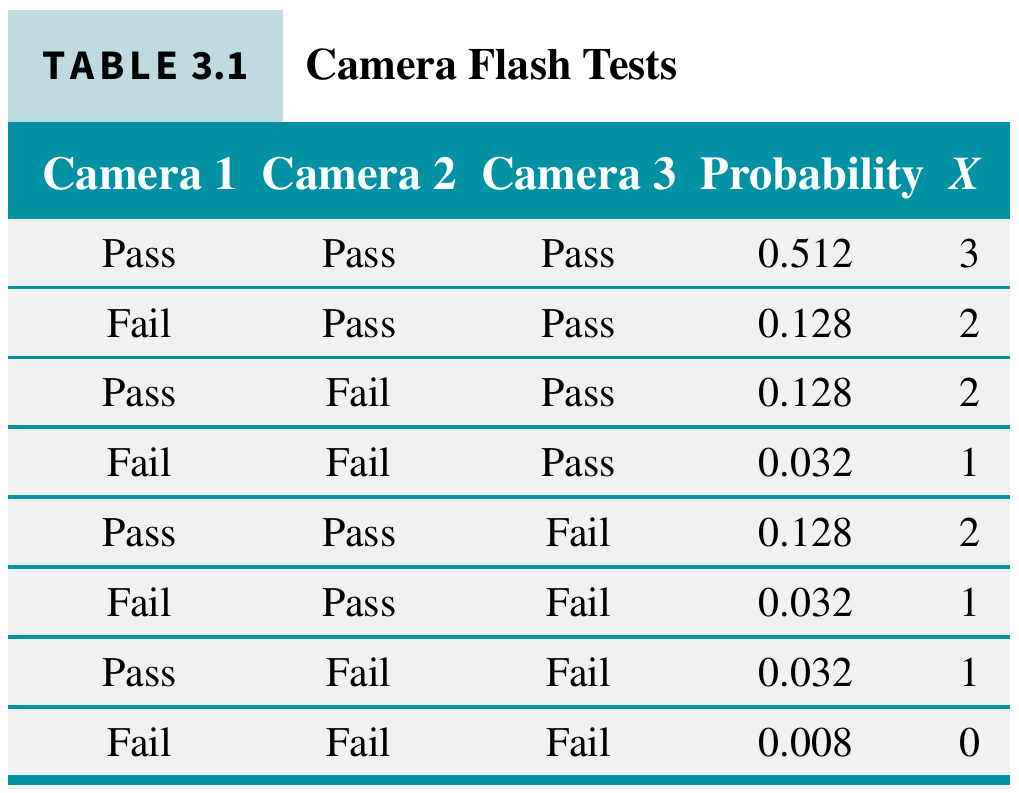 TABLE 3.1 Camera Flash Tests
Camera 1 Camera 2 Camera 3 Probability X
Pass Pass Pass 0.512 3
Fail Pass Pass 0.128 2
Pass Fail Pass 0.128 2
Fail Fail Pass 0.032 1
Pass Pass Fail 0.128 2
Fail Pass Fail 0.032 1
Pass Fail Fail 0.032 1
Fail Fail Fail 0.008 0